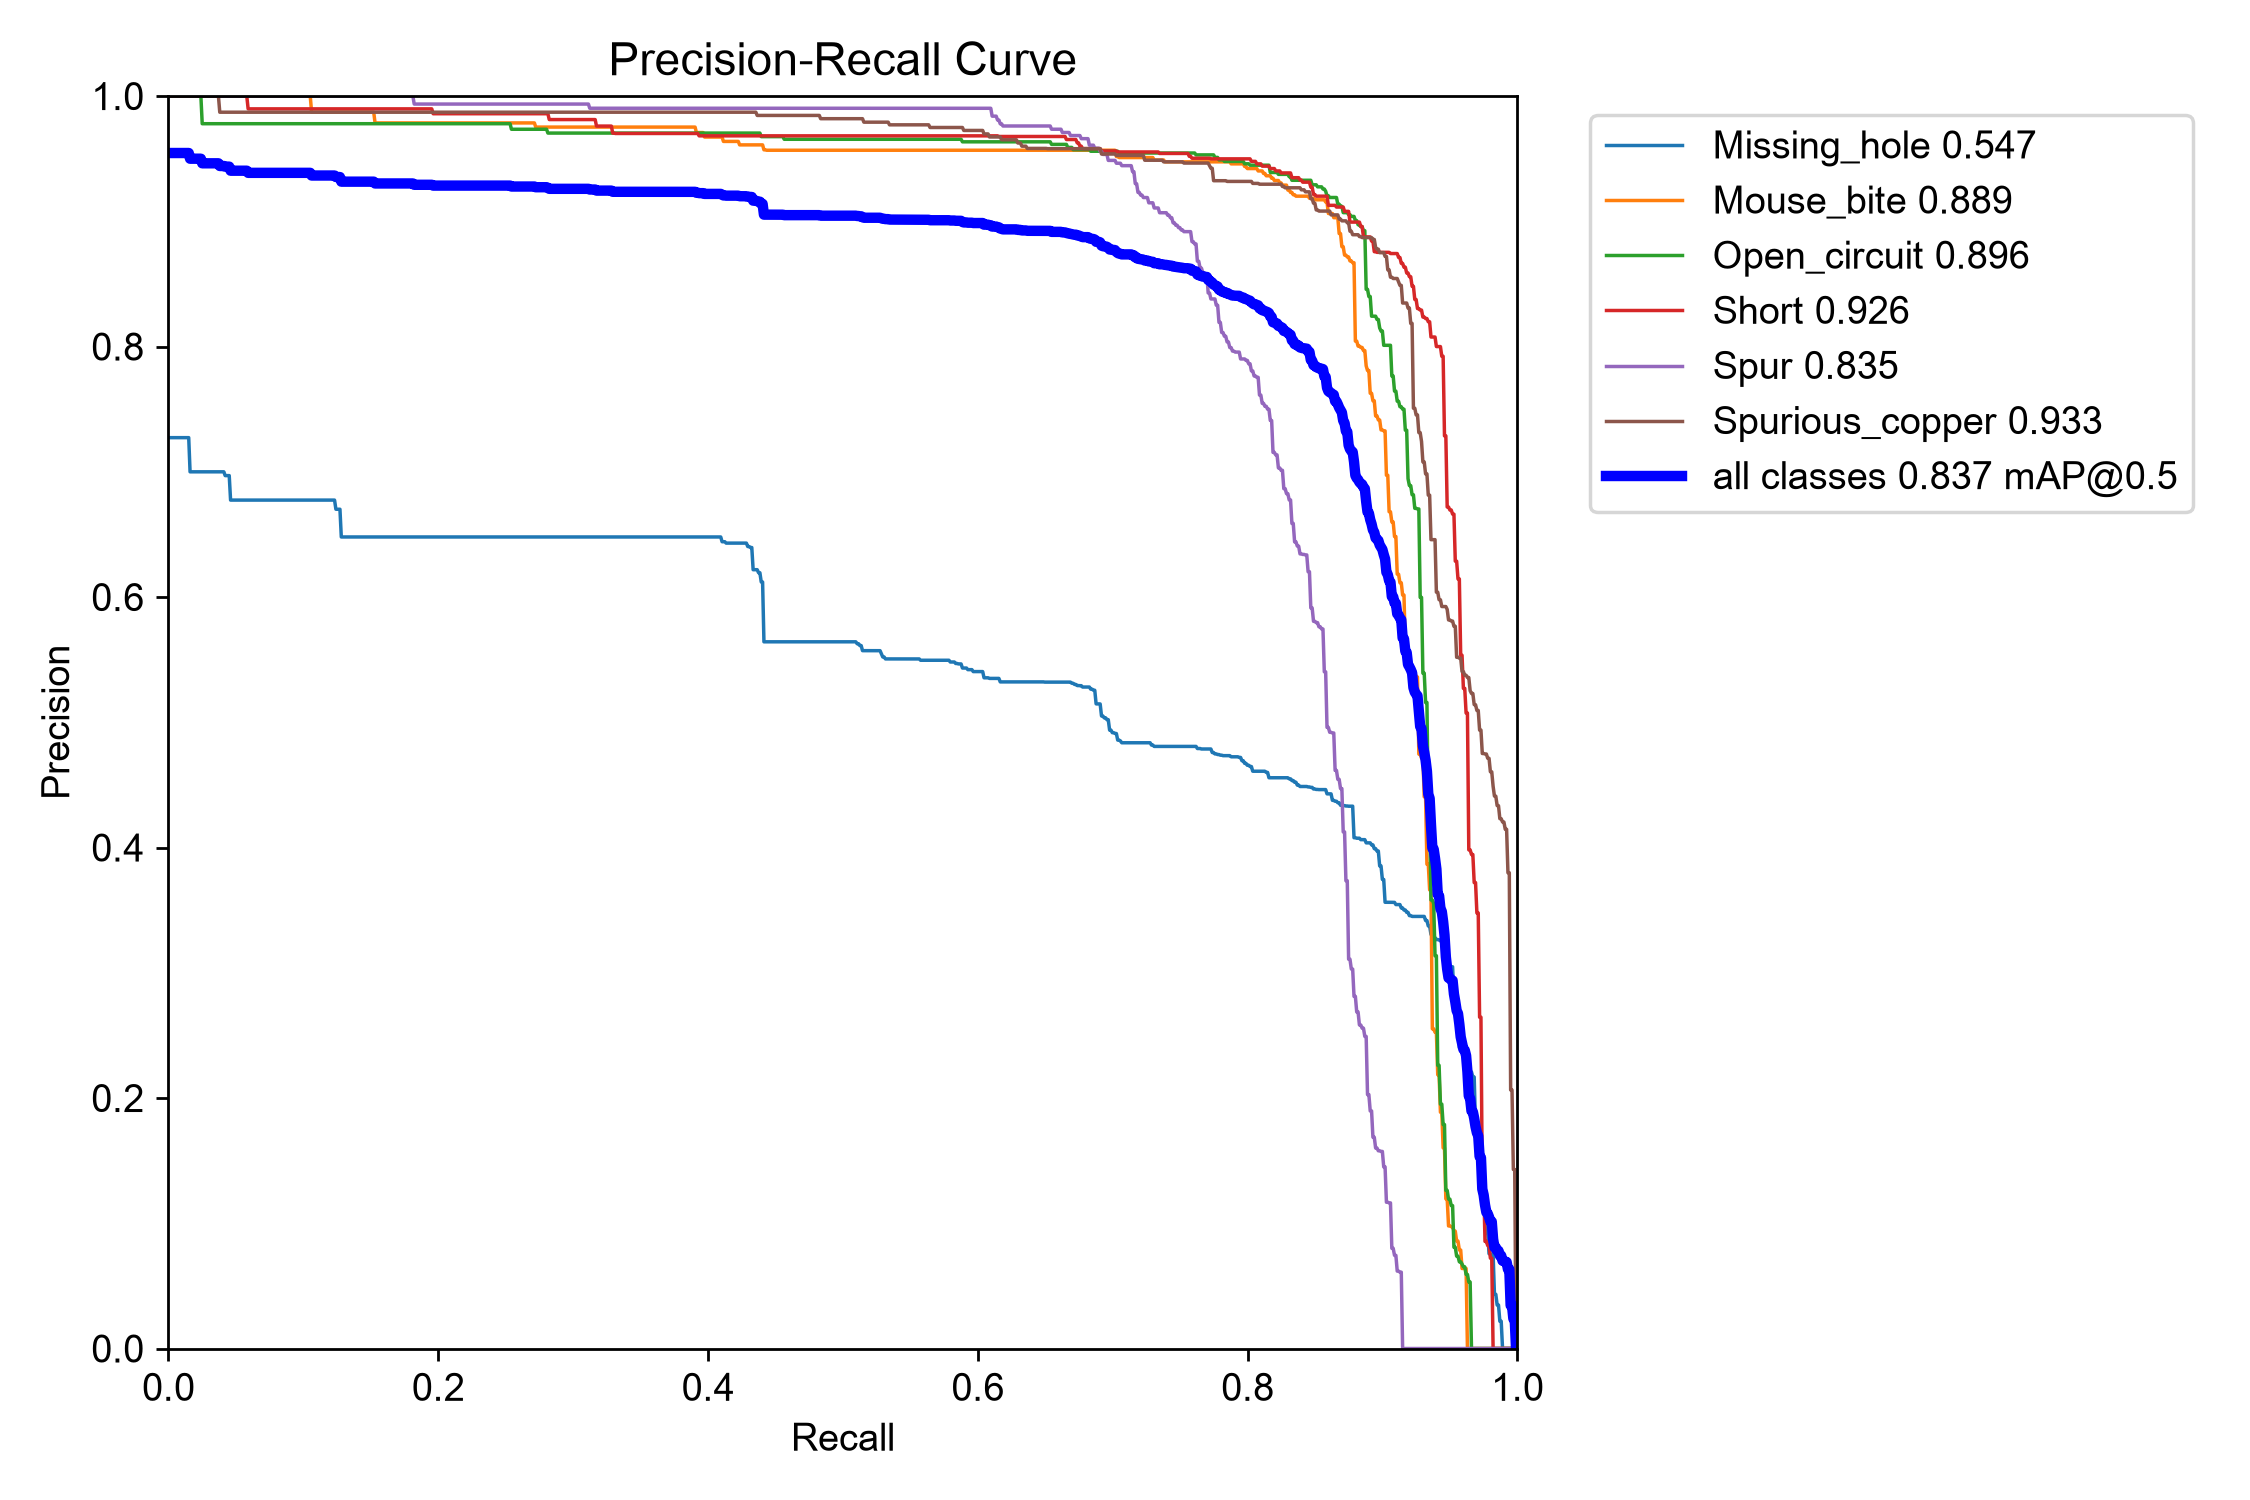 Precision-Recall Curve
1.0
0.8
0.6
0.4
0.2
0.0
Precision
0.0 0.2 0.4 0.6 0.8 1.0
Recall
Missing_hole 0.547
Mouse_bite 0.889
Open_circuit 0.896
Short 0.926
Spur 0.835
Spurious_copper 0.933
all classes 0.837 mAP@0.5